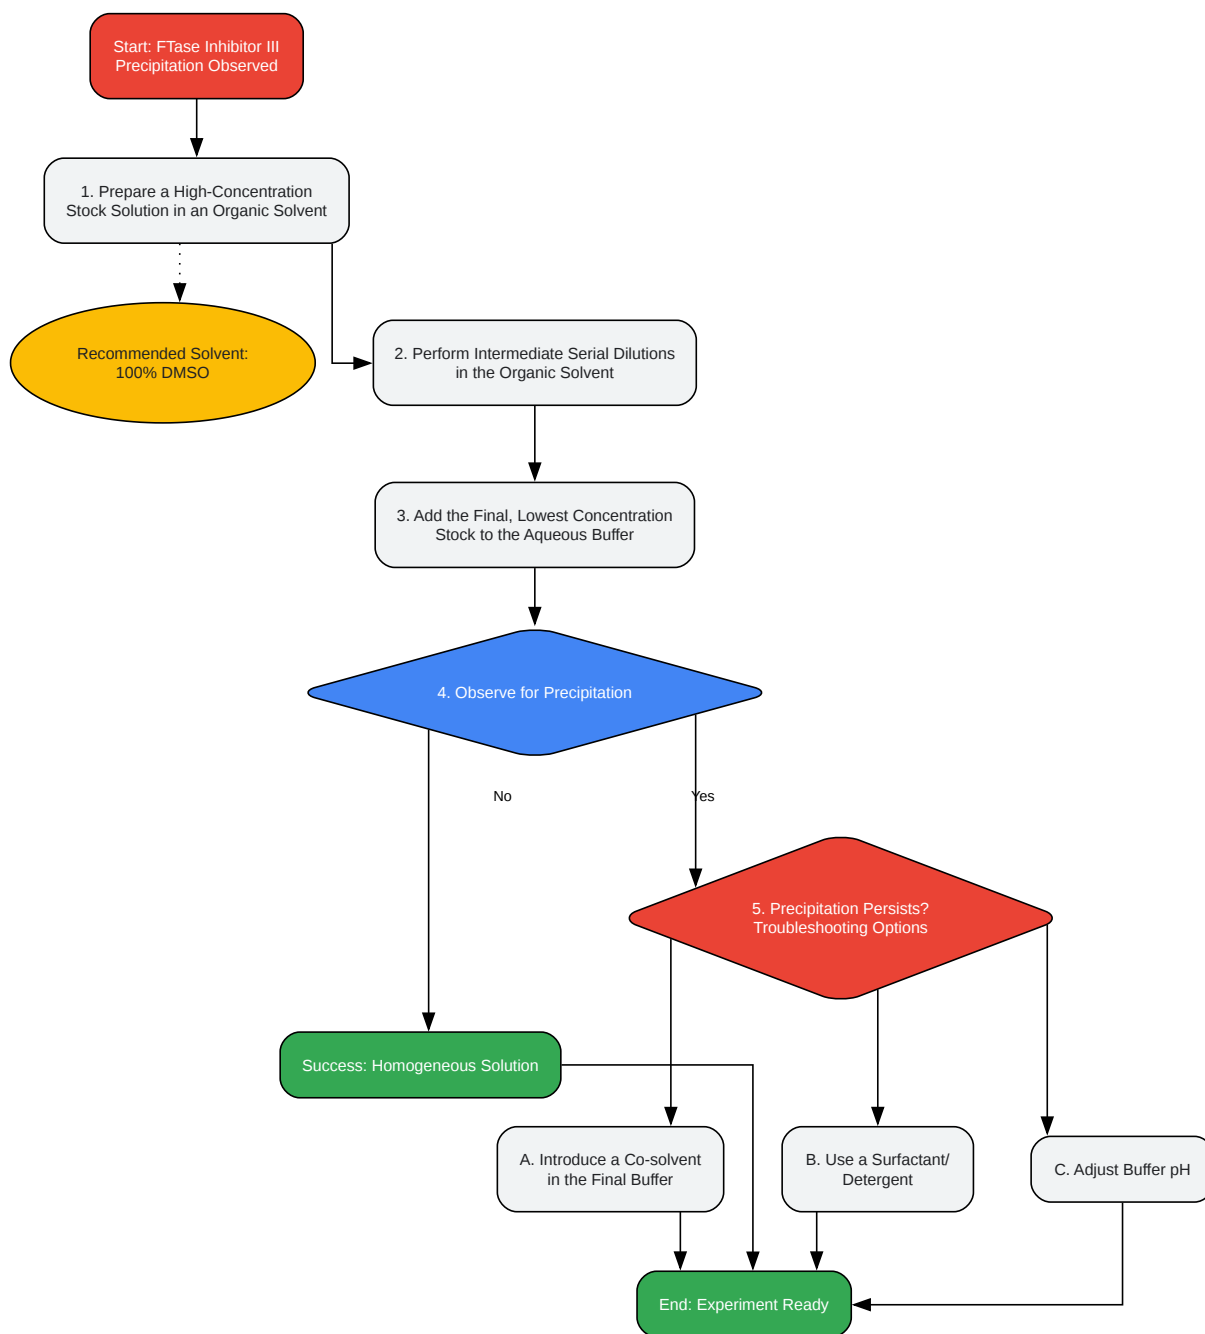 Start: FTase Inhibitor III
Precipitation Observed
1. Prepare a High-Concentration
Stock Solution in an Organic Solvent
Recommended Solvent:
100% DMSO
2. Perform Intermediate Serial Dilutions
in the Organic Solvent
3. Add the Final, Lowest Concentration
Stock to the Aqueous Buffer
4. Observe for Precipitation
No
Yes
5. Precipitation Persists?
Troubleshooting Options
Success: Homogeneous Solution
A. Introduce a Co-solvent
in the Final Buffer
B. Use a Surfactant/
Detergent
C. Adjust Buffer pH
End: Experiment Ready